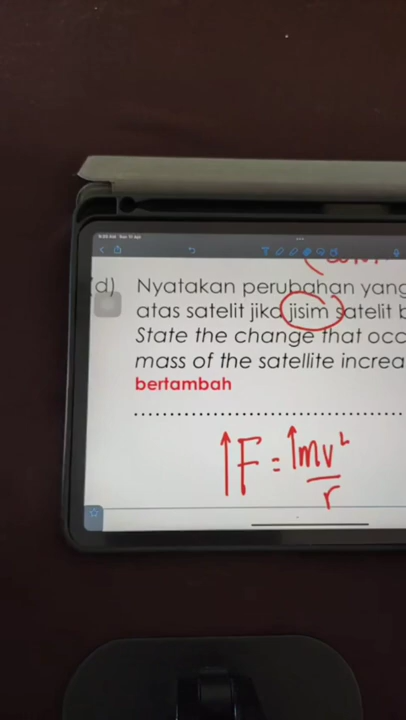 (d) Nyatakan perubahan yang
atas satelit jika jisim satelit b
State the change that occ
mass of the satellite increa
bertambah
↑F = ↑mv²
r